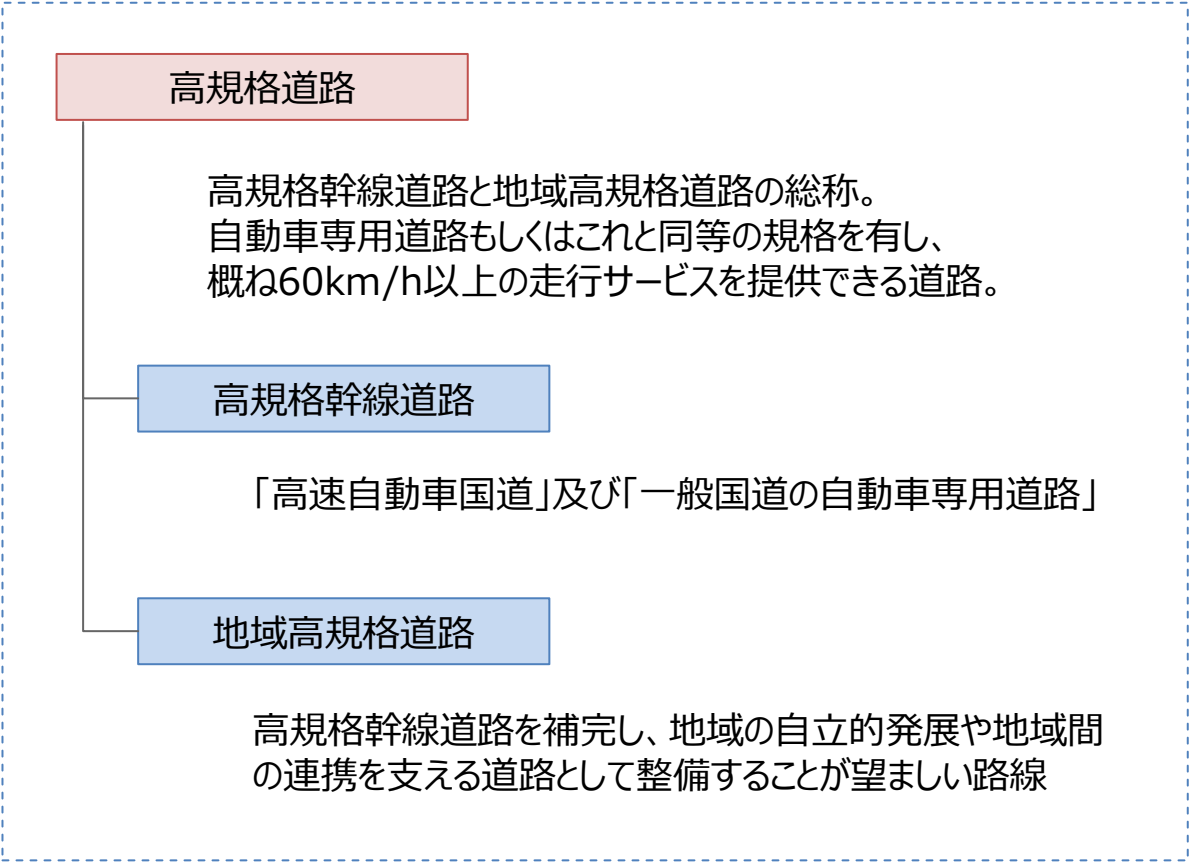 高規格道路
高規格幹線道路と地域高規格道路の総称。
自動車専用道路もしくはこれと同等の規格を有し、
概ね60km/h以上の走行サービスを提供できる道路。
高規格幹線道路
「高速自動車国道」及び「一般国道の自動車専用道路」
地域高規格道路
高規格幹線道路を補完し、地域の自立的発展や地域間
の連携を支える道路として整備することが望ましい路線